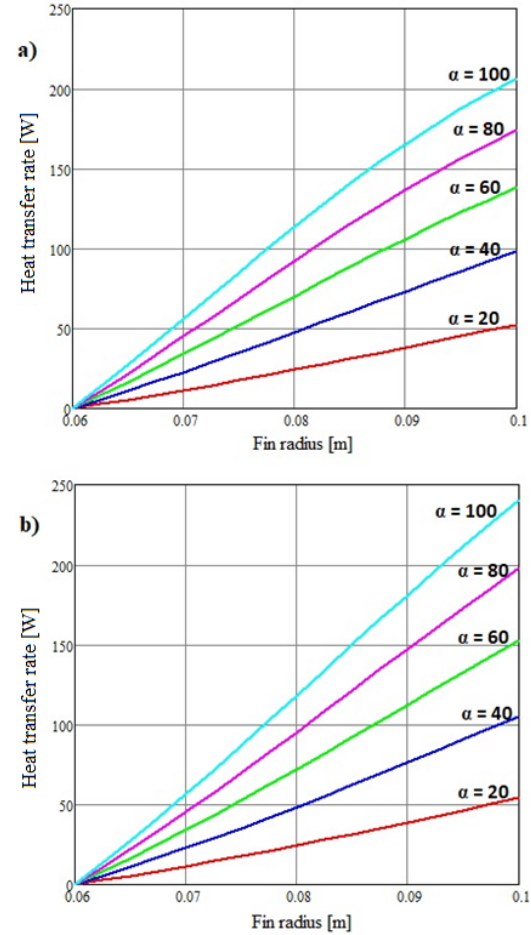 a)
Heat transfer rate [W]
250
200
150
100
50
0
α = 100
α = 80
α = 60
α = 40
α = 20
0.06 0.07 0.08 0.09 0.1
Fin radius [m]
b)
Heat transfer rate [W]
250
200
150
100
50
0
α = 100
α = 80
α = 60
α = 40
α = 20
0.06 0.07 0.08 0.09 0.1
Fin radius [m]